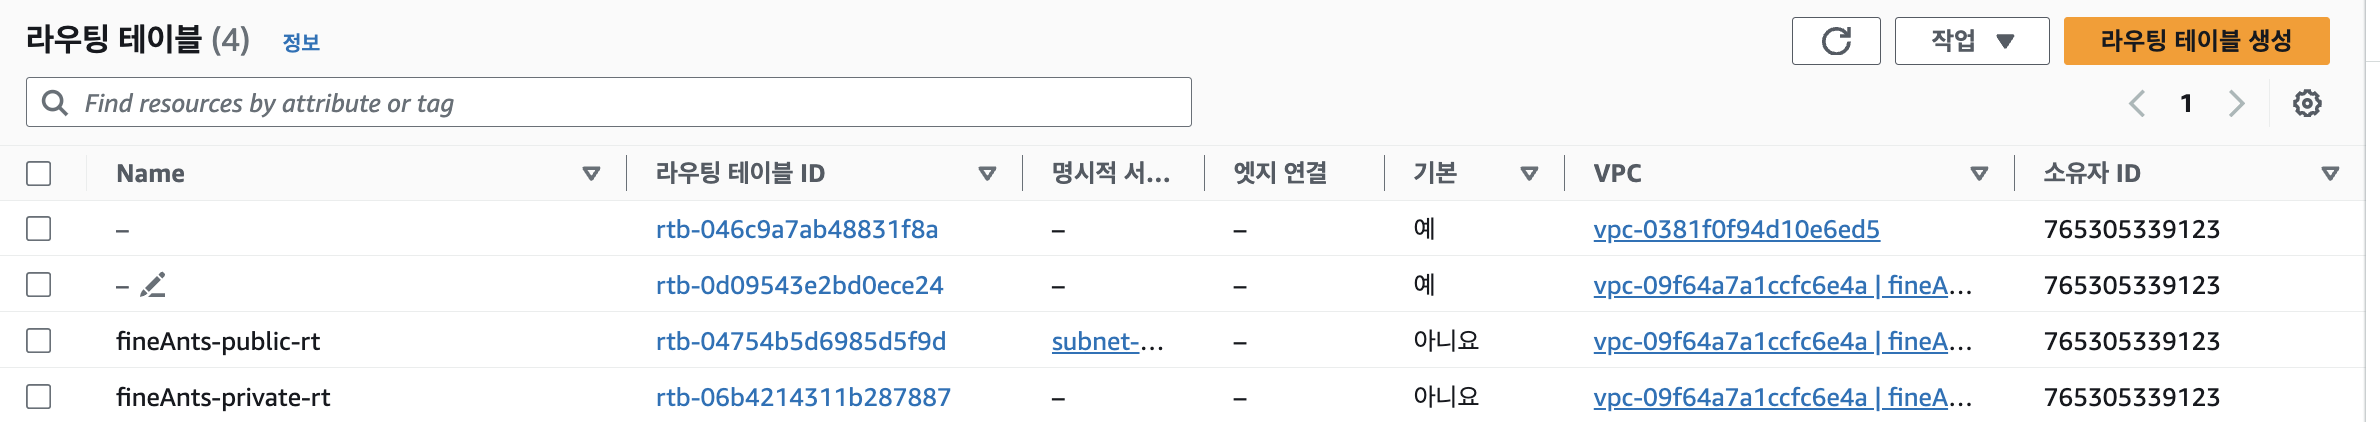 라우팅 테이블 (4) 정보 작업 라우팅 테이블 생성
Find resources by attribute or tag 1
Name 라우팅 테이블 ID 명시적 서... 엣지 연결 기본 VPC 소유자 ID
– rtb-046c9a7ab48831f8a – – 예 vpc-0381f0f94d10e6ed5 765305339123
– rtb-0d09543e2bd0ece24 – – 예 vpc-09f64a7a1ccfc6e4a | fineA... 765305339123
fineAnts-public-rt rtb-04754b5d6985d5f9d subnet-... – 아니요 vpc-09f64a7a1ccfc6e4a | fineA... 765305339123
fineAnts-private-rt rtb-06b4214311b287887 – – 아니요 vpc-09f64a7a1ccfc6e4a | fineA... 765305339123